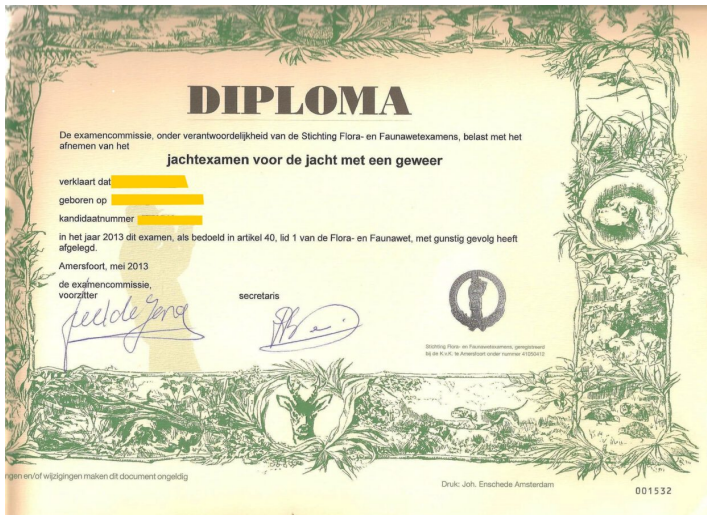 DIPLOMA
De examencommissie, onder verantwoordelijkheid van de Stichting Flora- en Faunawetexamens, belast met het
afnemen van het
jachtexamen voor de jacht met een geweer
verklaart dat
geboren op
kandidaatnummer
in het jaar 2013 dit examen, als bedoeld in artikel 40, lid 1 van de Flora- en Faunawet, met gunstig gevolg heeft
afgelegd.
Amersfoort, mei 2013
de examencommissie,
voorzitter secretaris
Stichting Flora- en Faunawetexamens, geregistreerd
bij de K.v.K. te Amersfoort onder nummer 41050412
ngen en/of wijzigingen maken dit document ongeldig
Druk: Joh. Enschede Amsterdam
001532